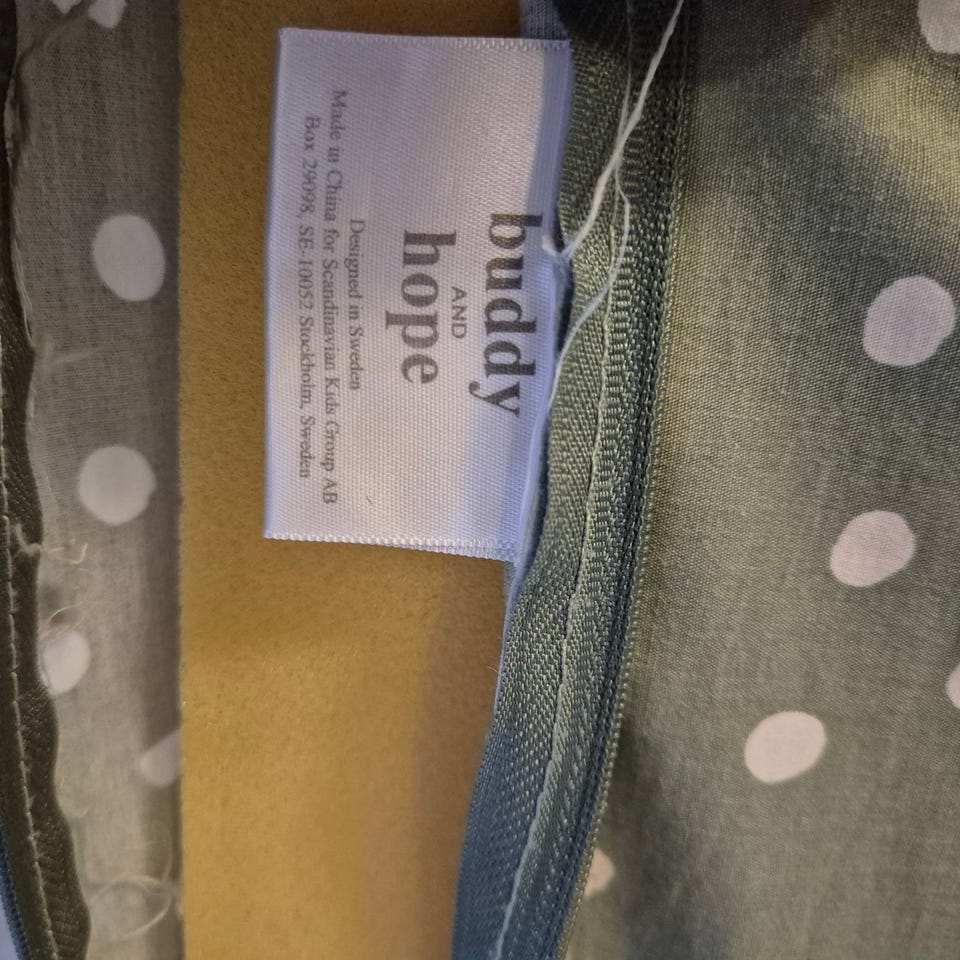 buddy
AND
hope
Designed in Sweden
Made in China for Scandinavian Kids Group AB
Box 29098, SE-10052 Stockholm, Sweden